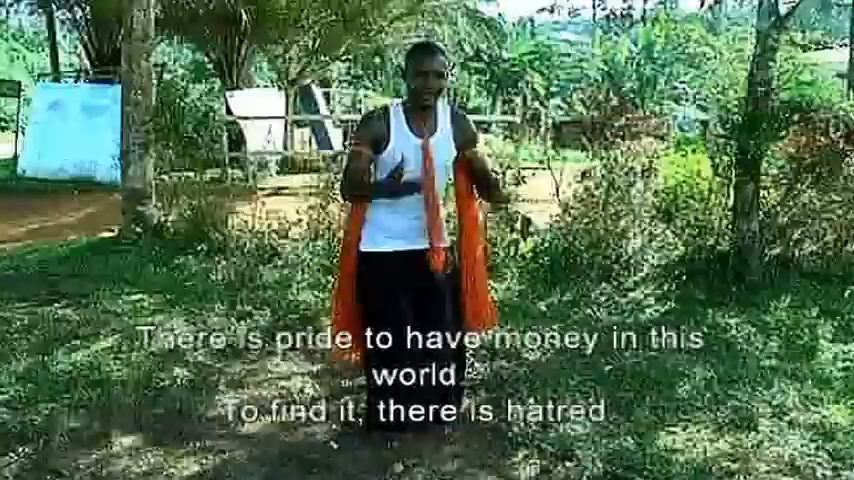 There is pride to have money in this
world
To find it, there is hatred